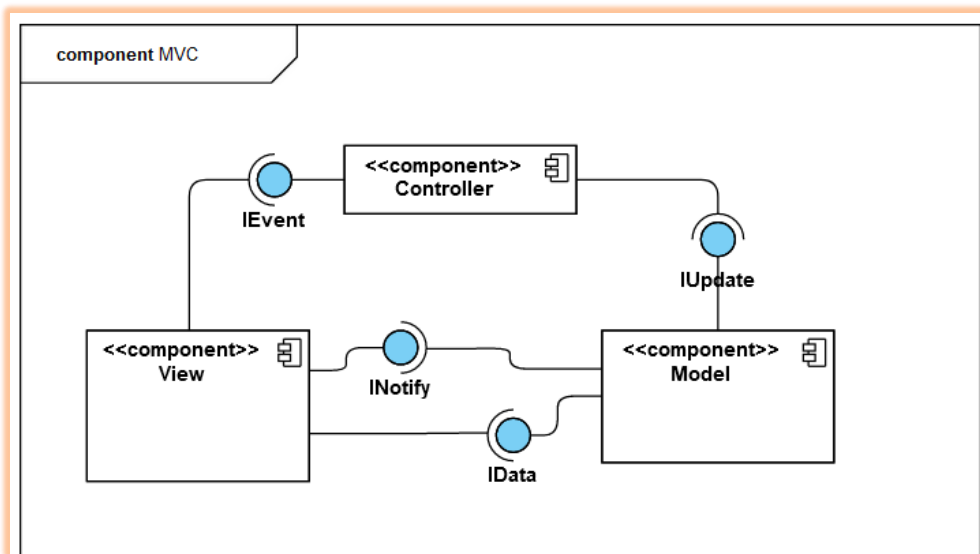 component MVC
<<component>>
Controller
IEvent
IUpdate
<<component>>
View
INotify
<<component>>
Model
IData